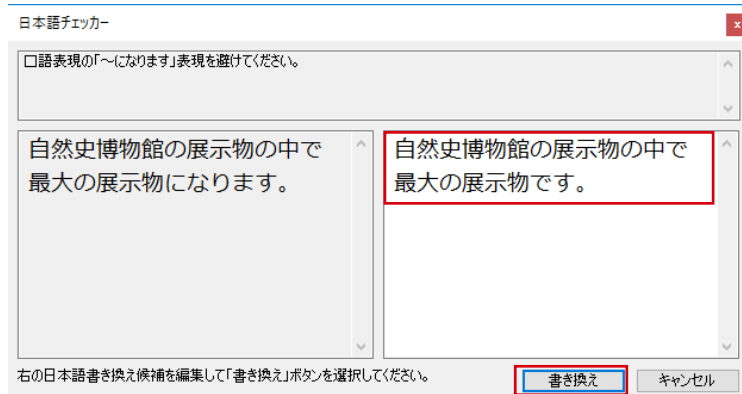 日本語チェッカー
x
口語表現の「～になります」表現を避けてください。
自然史博物館の展示物の中で
最大の展示物になります。
自然史博物館の展示物の中で
最大の展示物です。
右の日本語書き換え候補を編集して「書き換え」ボタンを選択してください。
書き換え
キャンセル